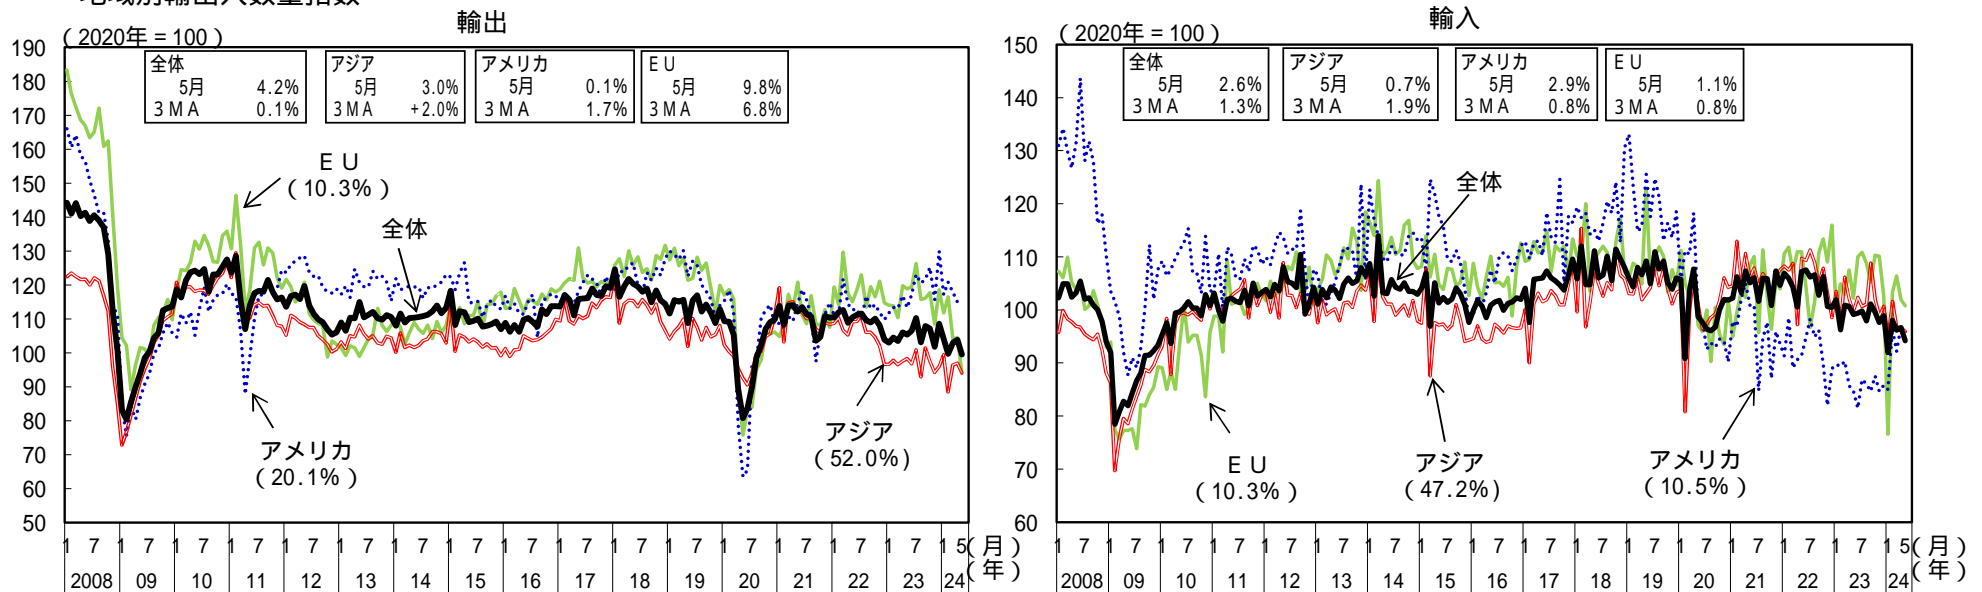 地域別輸出入数量指数
輸出
（2020年＝100）
全体
5月 4.2%
３ＭＡ 0.1%
アジア
5月 3.0%
３ＭＡ +2.0%
アメリカ
5月 0.1%
３ＭＡ 1.7%
ＥＵ
5月 9.8%
３ＭＡ 6.8%
190
180
170
160
150
140
130
120
110
100
90
80
70
60
50
ＥＵ
（10.3%）
全体
アメリカ
（20.1%）
アジア
（52.0%）
1 7 1 7 1 7 1 7 1 7 1 7 1 7 1 7 1 7 1 7 1 7 1 7 1 7 1 7 1 7 1 7 1 5（月）
2008 09 10 11 12 13 14 15 16 17 18 19 20 21 22 23 24（年）
輸入
（2020年＝100）
全体
5月 2.6%
３ＭＡ 1.3%
アジア
5月 0.7%
３ＭＡ 1.9%
アメリカ
5月 2.9%
３ＭＡ 0.8%
ＥＵ
5月 1.1%
３ＭＡ 0.8%
150
140
130
120
110
100
90
80
70
60
全体
ＥＵ
（10.3%）
アジア
（47.2%）
アメリカ
（10.5%）
1 7 1 7 1 7 1 7 1 7 1 7 1 7 1 7 1 7 1 7 1 7 1 7 1 7 1 7 1 7 1 7 1 5（月）
2008 09 10 11 12 13 14 15 16 17 18 19 20 21 22 23 24（年）